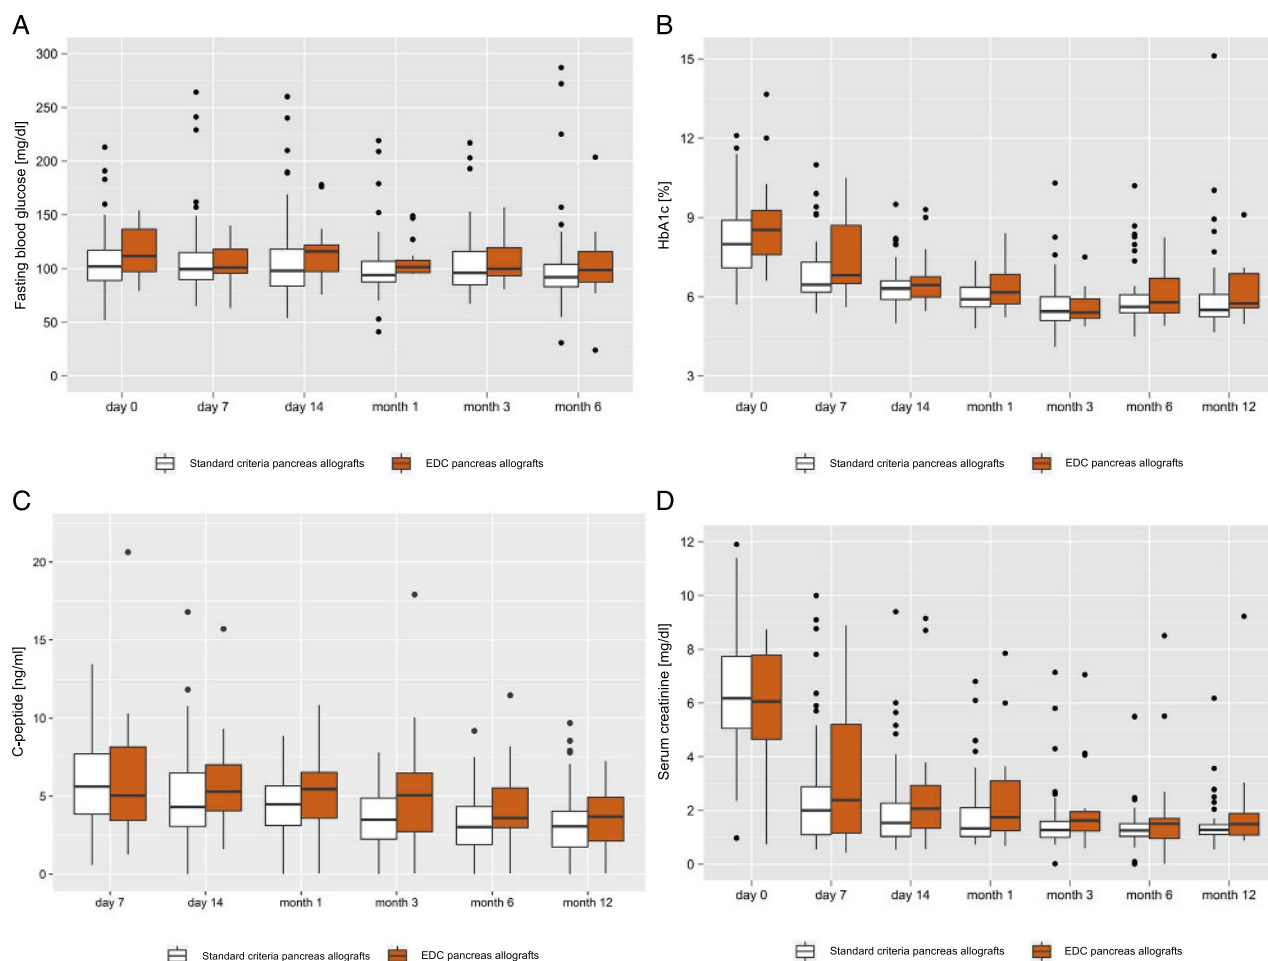 A
Fasting blood glucose [mg/dl]
300
250
200
150
100
50
0
day 0 day 7 day 14 month 1 month 3 month 6
Standard criteria pancreas allografts EDC pancreas allografts
B
HbA1c [%]
15
12
9
6
3
day 0 day 7 day 14 month 1 month 3 month 6 month 12
Standard criteria pancreas allografts EDC pancreas allografts
C
C-peptide [ng/ml]
20
15
10
5
0
day 7 day 14 month 1 month 3 month 6 month 12
Standard criteria pancreas allografts EDC pancreas allografts
D
Serum creatinine [mg/dl]
12
10
8
6
4
2
0
day 0 day 7 day 14 month 1 month 3 month 6 month 12
Standard criteria pancreas allografts EDC pancreas allografts